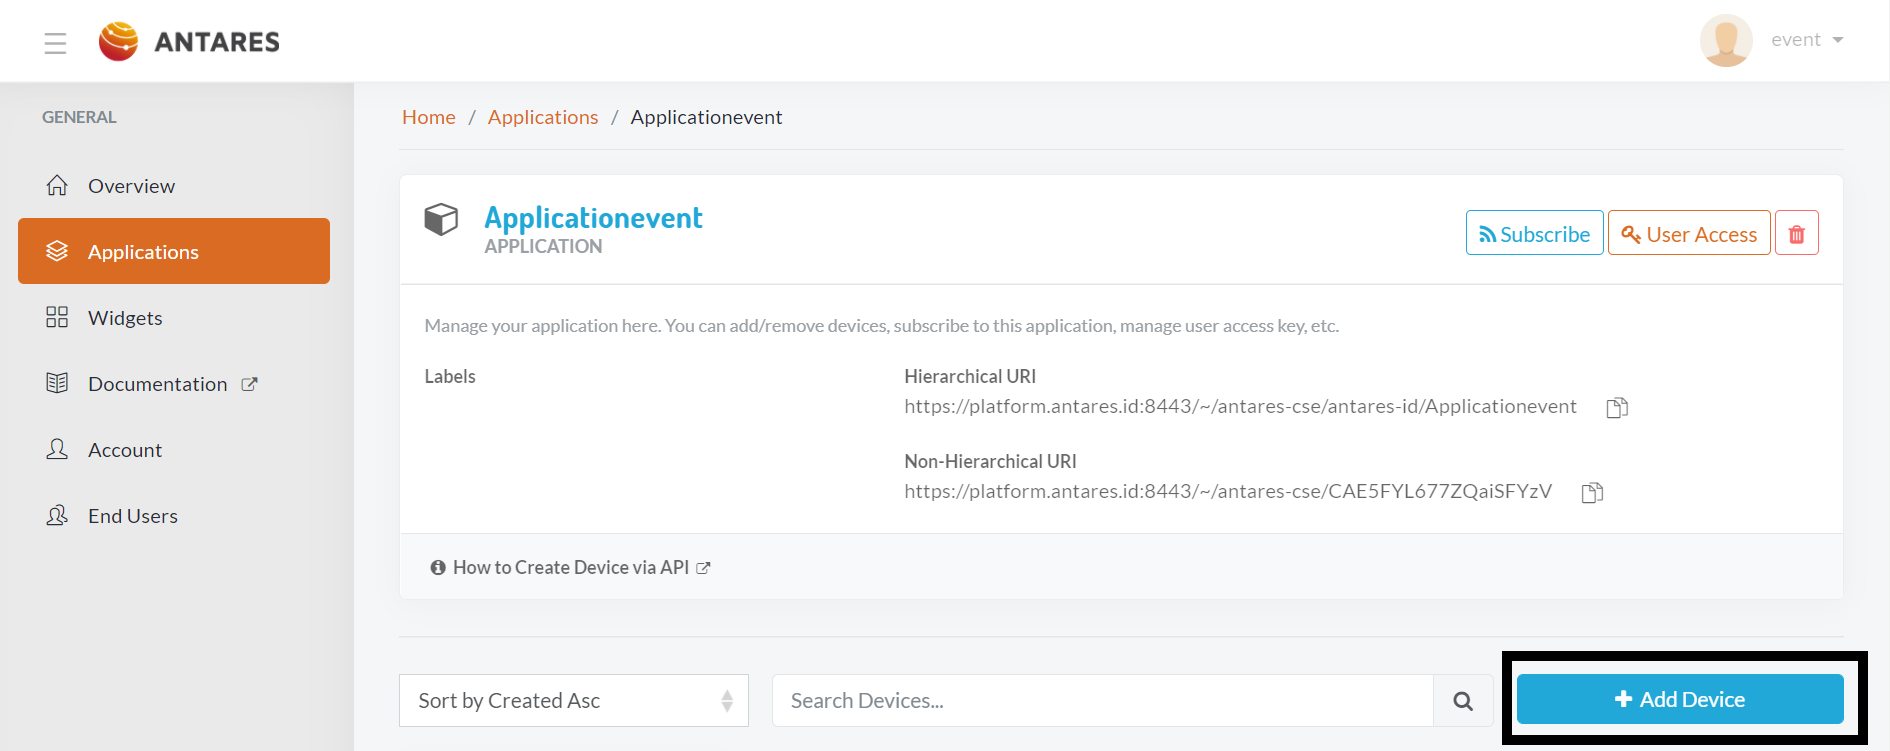 ANTARES
event
GENERAL
Overview
Applications
Widgets
Documentation
Account
End Users
Home / Applications / Applicationevent
Applicationevent
APPLICATION
Subscribe
User Access
Manage your application here. You can add/remove devices, subscribe to this application, manage user access key, etc.
Labels
Hierarchical URI
https://platform.antares.id:8443/~/antares-cse/antares-id/Applicationevent
Non-Hierarchical URI
https://platform.antares.id:8443/~/antares-cse/CAE5FYL677ZQaiSFYzV
How to Create Device via API
Sort by Created Asc
Search Devices...
Add Device